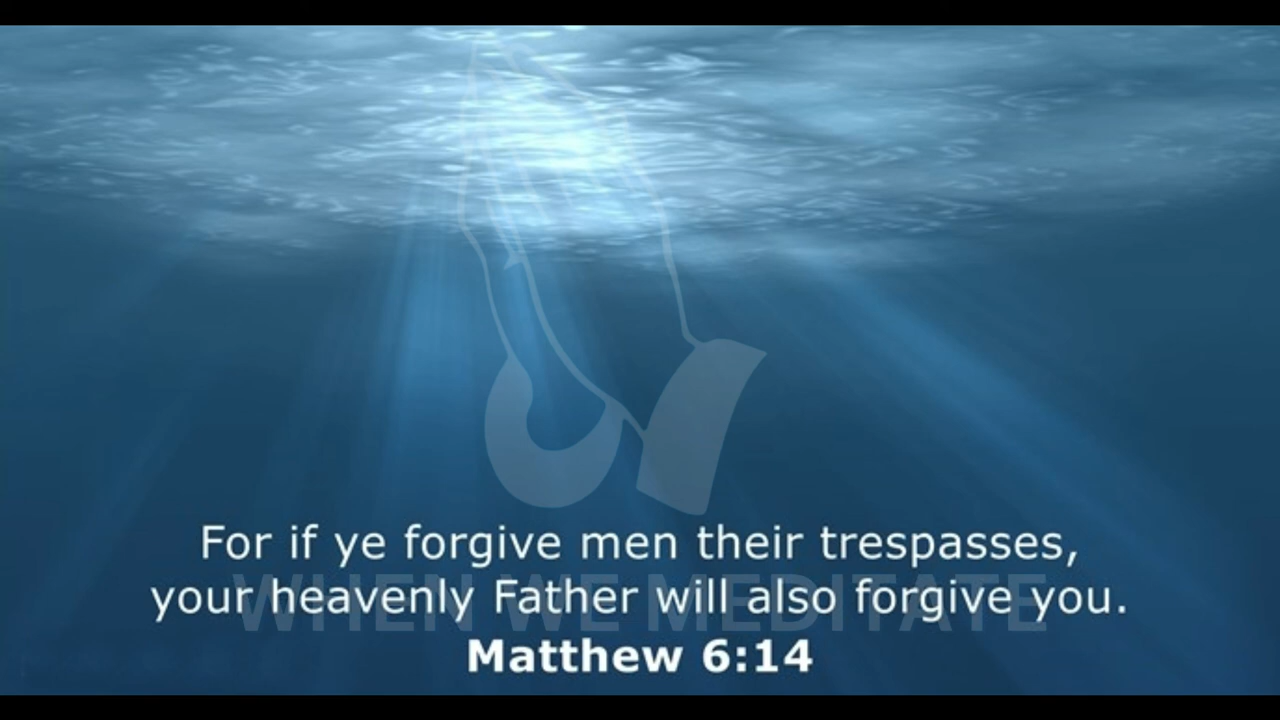 For if ye forgive men their trespasses,
your heavenly Father will also forgive you.
WHEN WE MEDITATE
Matthew 6:14